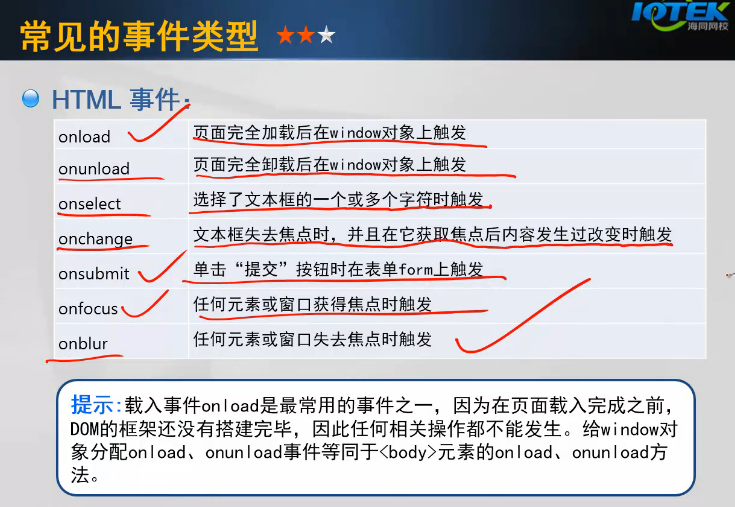 IOTEK
海同网校
常见的事件类型
HTML 事件：
onload 页面完全加载后在window对象上触发
onunload 页面完全卸载后在window对象上触发
onselect 选择了文本框的一个或多个字符时触发
onchange 文本框失去焦点时，并且在它获取焦点后内容发生过改变时触发
onsubmit 单击“提交”按钮时在表单form上触发
onfocus 任何元素或窗口获得焦点时触发
onblur 任何元素或窗口失去焦点时触发
提示:载入事件onload是最常用的事件之一，因为在页面载入完成之前，
DOM的框架还没有搭建完毕，因此任何相关操作都不能发生。给window对
象分配onload、onunload事件等同于<body>元素的onload、onunload方
法。